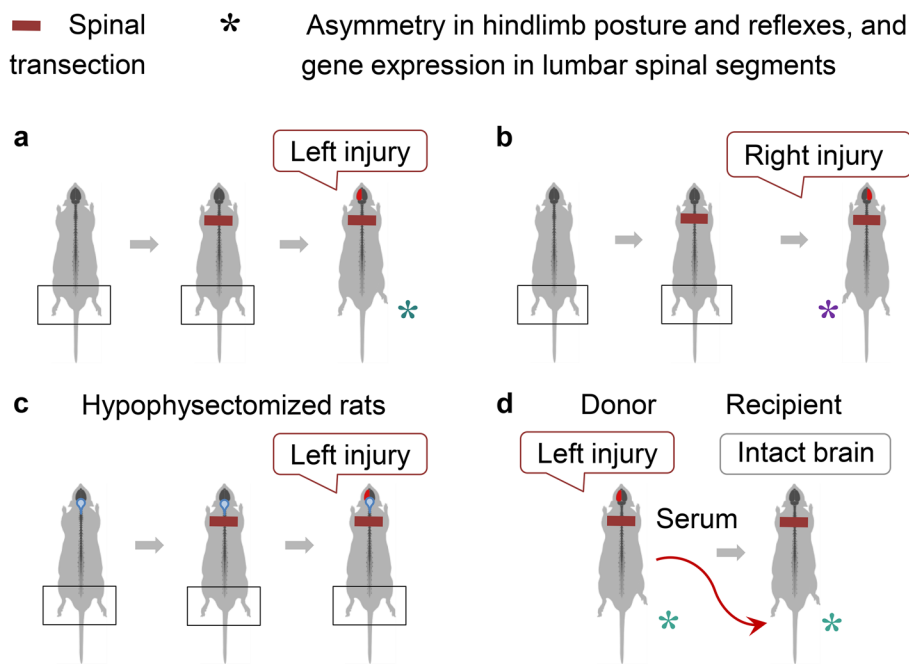 Spinal transection
* Asymmetry in hindlimb posture and reflexes, and
gene expression in lumbar spinal segments
a
Left injury
b
Right injury
*
*
c Hypophysectomized rats
Left injury
d Donor Recipient
Left injury
Intact brain
Serum
* *